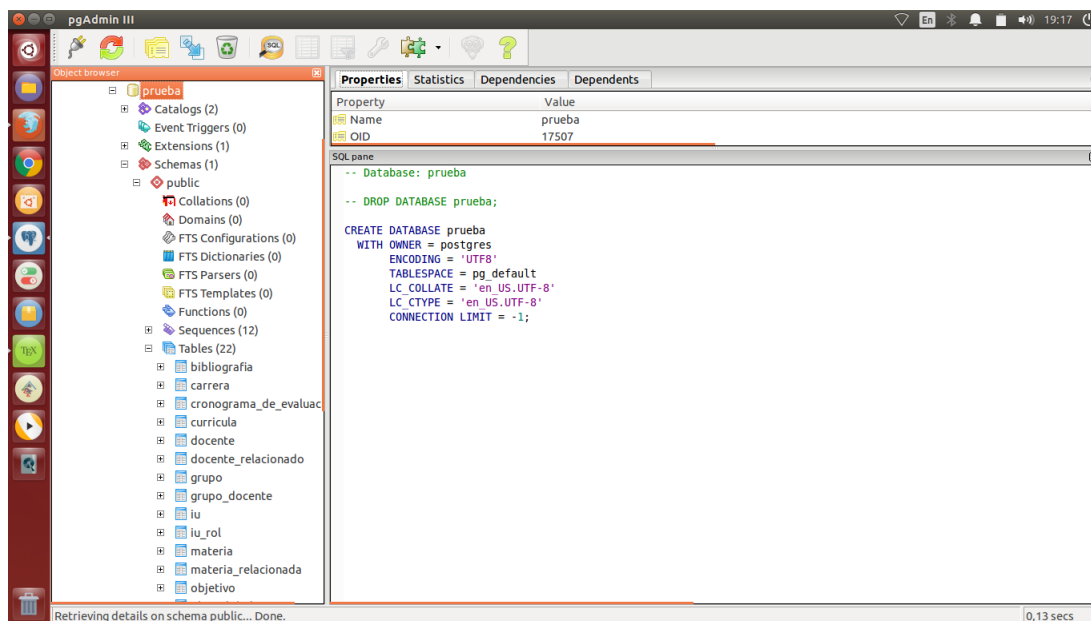 pgAdmin III
En
19:17
SQL
Object browser
prueba
Catalogs (2)
Event Triggers (0)
Extensions (1)
Schemas (1)
public
Collations (0)
Domains (0)
FTS Configurations (0)
FTS Dictionaries (0)
FTS Parsers (0)
FTS Templates (0)
Functions (0)
Sequences (12)
Tables (22)
bibliografia
carrera
cronograma_de_evaluac
curricula
docente
docente_relacionado
grupo
grupo_docente
iu
iu_rol
materia
materia_relacionada
objetivo
Properties Statistics Dependencies Dependents
Property Value
Name prueba
OID 17507
SQL pane
-- Database: prueba
-- DROP DATABASE prueba;
CREATE DATABASE prueba
WITH OWNER = postgres
ENCODING = 'UTF8'
TABLESPACE = pg_default
LC_COLLATE = 'en_US.UTF-8'
LC_CTYPE = 'en_US.UTF-8'
CONNECTION LIMIT = -1;
TEX
Retrieving details on schema public... Done.
0,13 secs